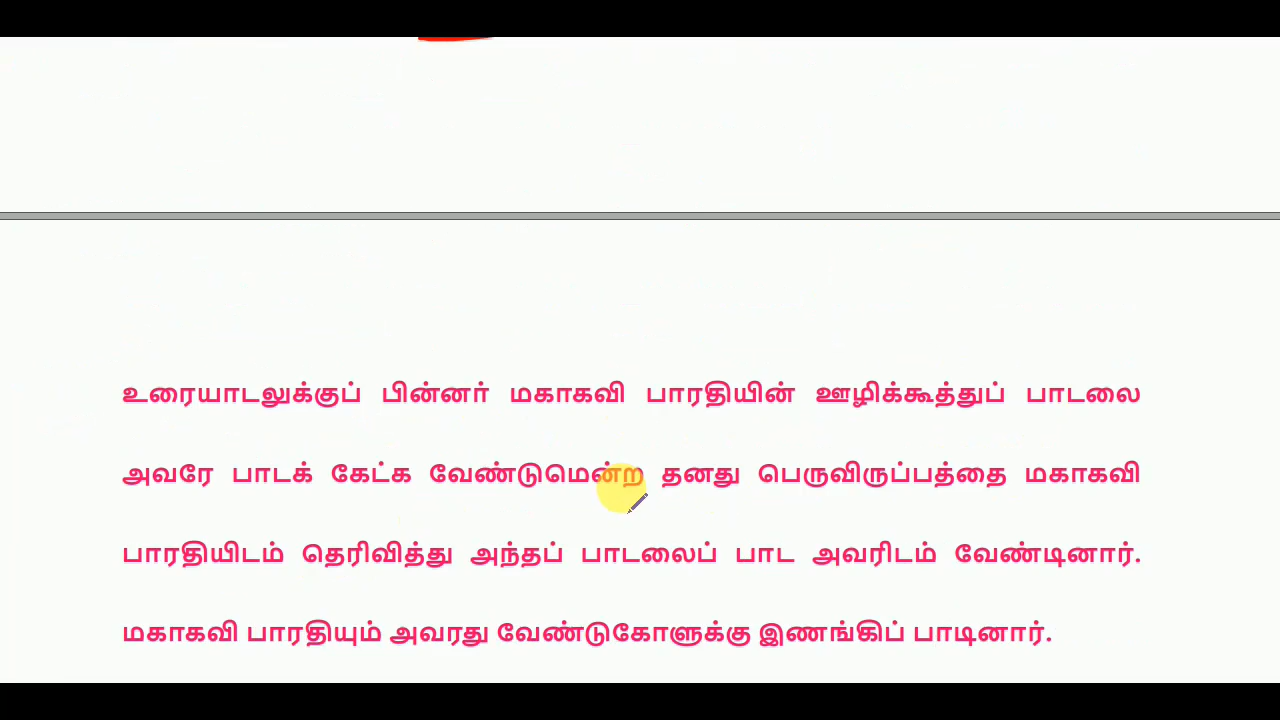 உரையாடலுக்குப் பின்னர் மகாகவி பாரதியின் ஊழிக்கூத்துப் பாடலை
அவரே பாடக் கேட்க வேண்டுமென்ற தனது பெருவிருப்பத்தை மகாகவி
பாரதியிடம் தெரிவித்து அந்தப் பாடலைப் பாட அவரிடம் வேண்டினார்.
மகாகவி பாரதியும் அவரது வேண்டுகோளுக்கு இணங்கிப் பாடினார்.